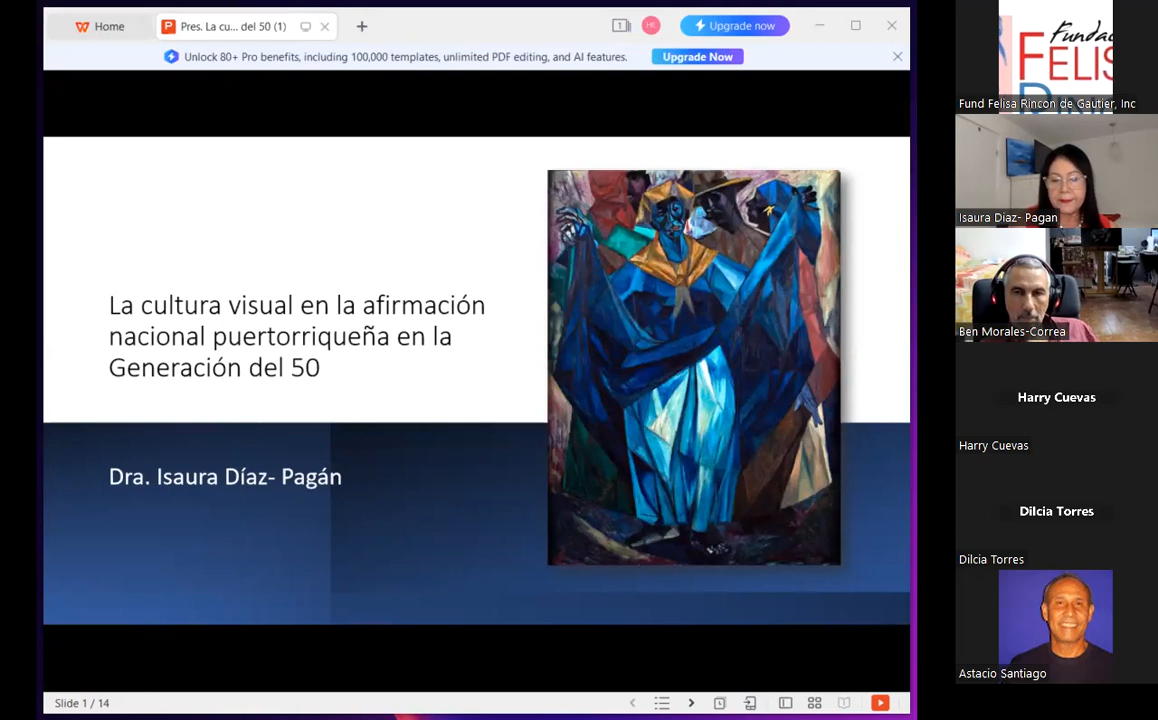 Home
Pres. La cu... del 50 (1)
1
HE
Upgrade now
Unlock 80+ Pro benefits, including 100,000 templates, unlimited PDF editing, and AI features.
Upgrade Now
La cultura visual en la afirmación
nacional puertorriqueña en la
Generación del 50
Dra. Isaura Díaz- Pagán
Slide 1 / 14
Fund Felisa Rincon de Gautier, Inc
Isaura Diaz- Pagan
Ben Morales-Correa
Harry Cuevas
Harry Cuevas
Dilcia Torres
Dilcia Torres
Astacio Santiago